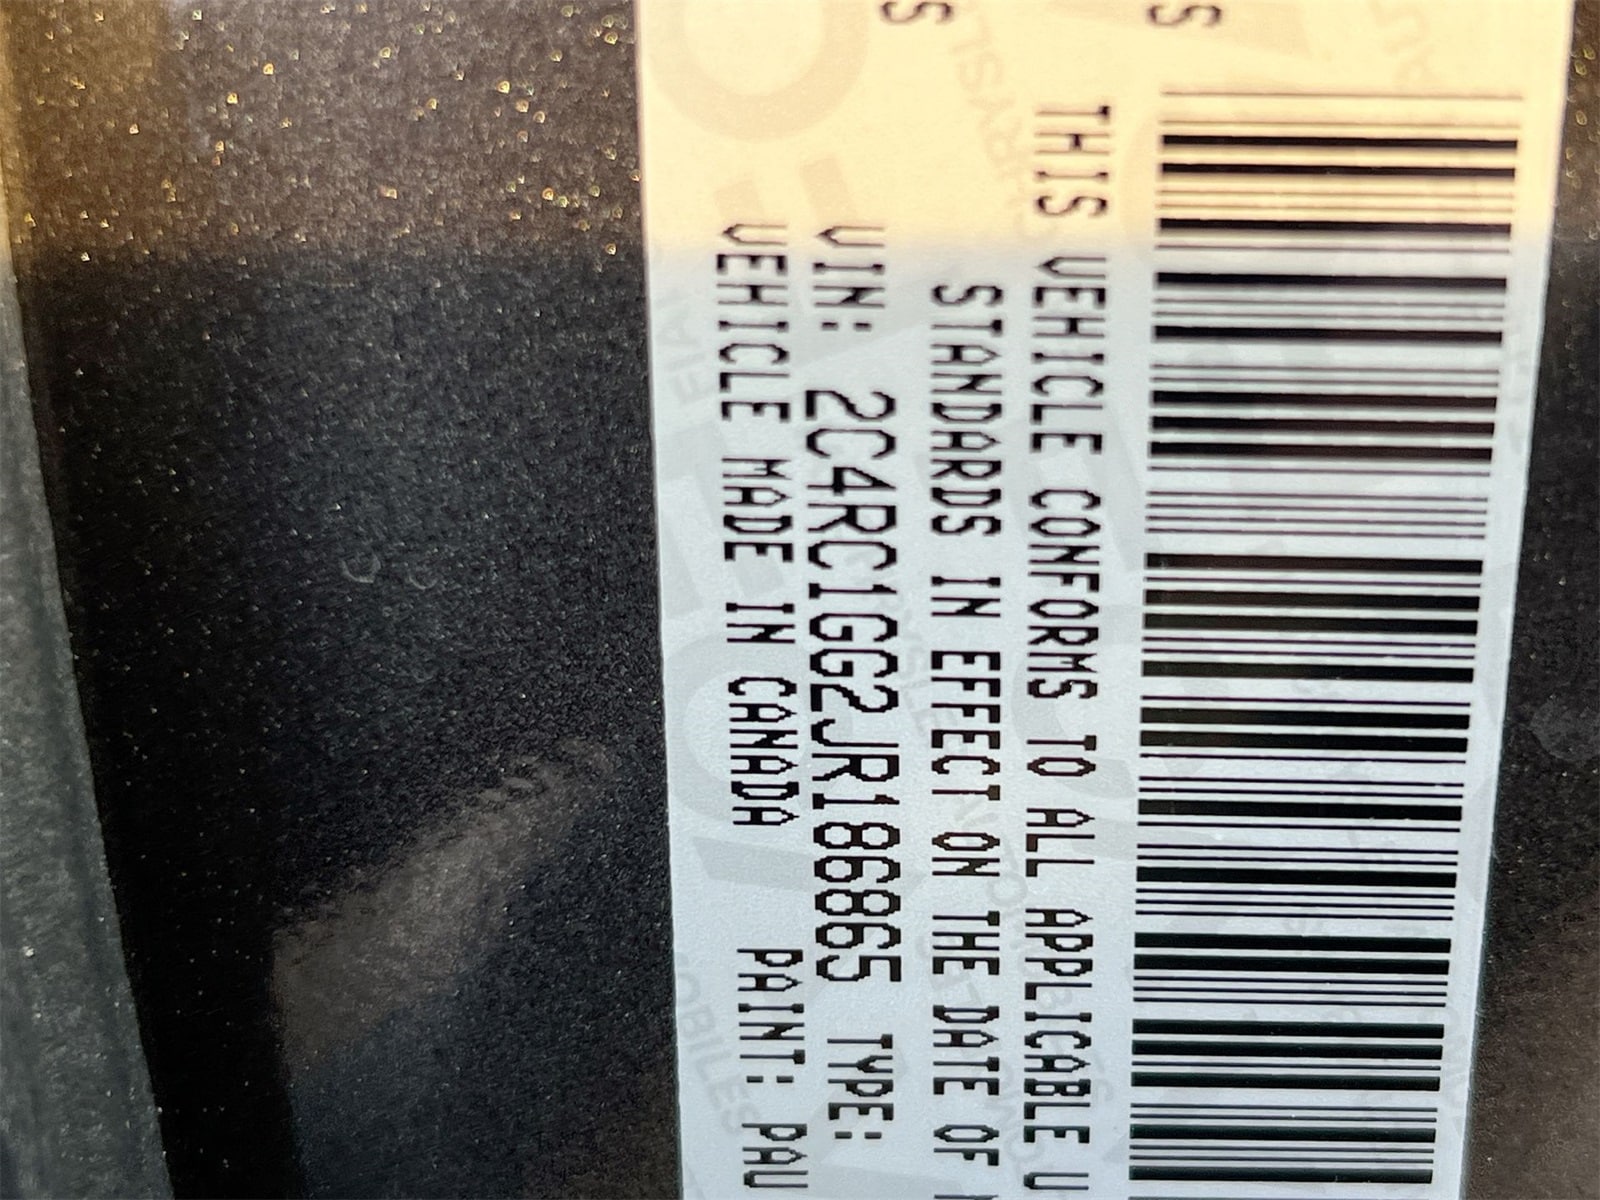 THIS VEHICLE CONFORMS TO ALL APPLICABLE U
STANDARDS IN EFFECT ON THE DATE OF
VIN: 2C4RC1GG2JR186865 TYPE:
VEHICLE MADE IN CANADA PAINT: PAU